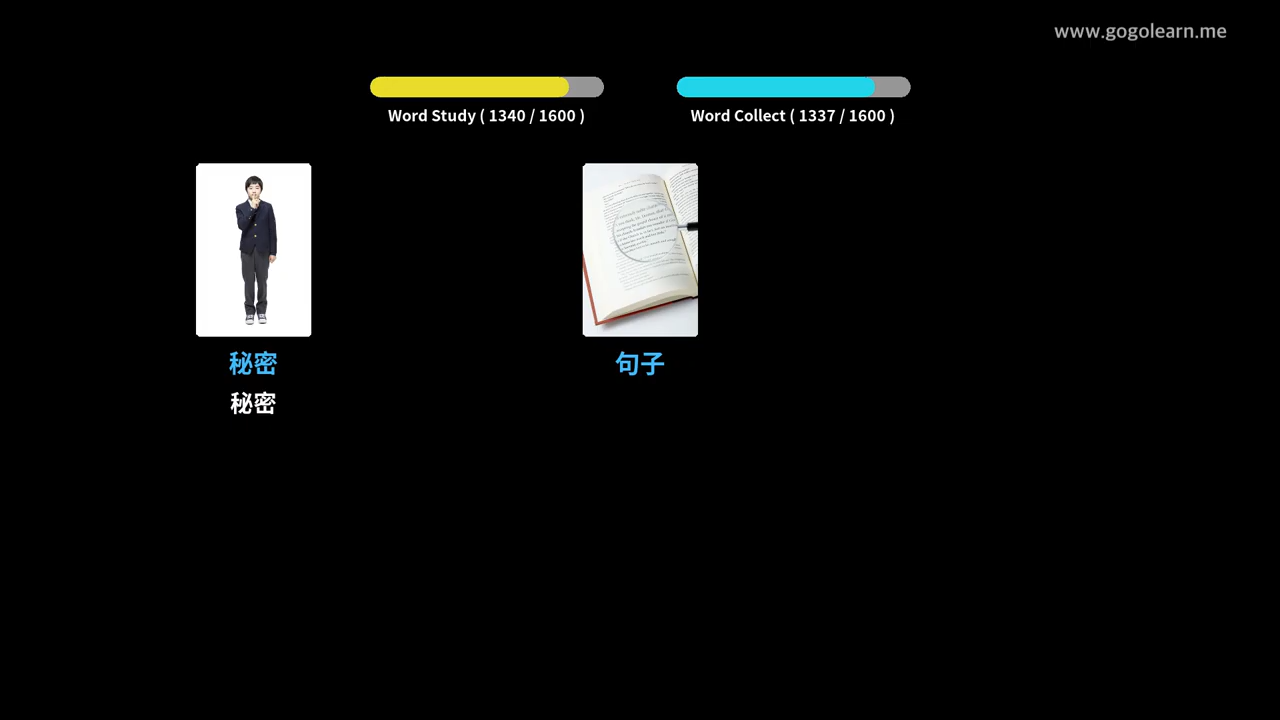 www.gogolearn.me
Word Study ( 1340 / 1600 )
Word Collect ( 1337 / 1600 )
秘密
句子
秘密